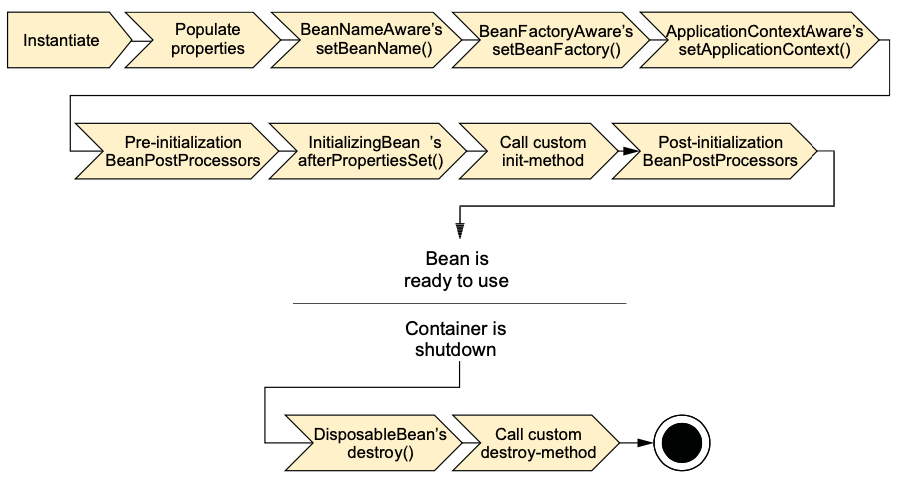 Instantiate
Populate
properties
BeanNameAware's
setBeanName()
BeanFactoryAware's
setBeanFactory()
ApplicationContextAware's
setApplicationContext()
Pre-initialization
BeanPostProcessors
InitializingBean 's
afterPropertiesSet()
Call custom
init-method
Post-initialization
BeanPostProcessors
Bean is
ready to use
Container is
shutdown
DisposableBean's
destroy()
Call custom
destroy-method